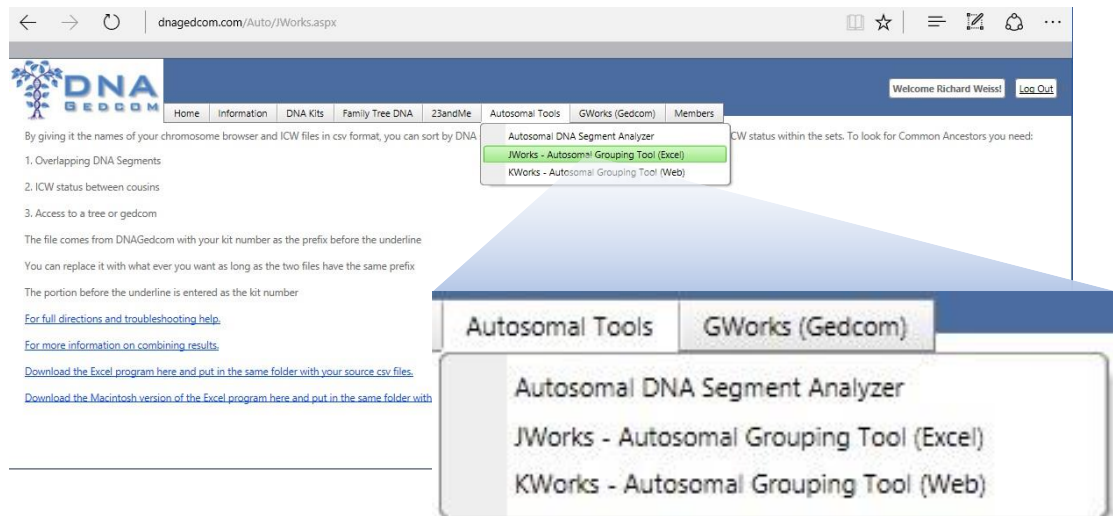 dnagedcom.com/Auto/JWorks.aspx
DNA
GEDCOM
Welcome Richard Weiss! Log Out
Home Information DNA Kits Family Tree DNA 23andMe Autosomal Tools GWorks (Gedcom) Members
By giving it the names of your chromosome browser and ICW files in csv format, you can sort by DNA
Autosomal DNA Segment Analyzer
JWorks - Autosomal Grouping Tool (Excel)
KWorks - Autosomal Grouping Tool (Web)
CW status within the sets. To look for Common Ancestors you need:
1. Overlapping DNA Segments
2. ICW status between cousins
3. Access to a tree or gedcom
The file comes from DNAGedcom with your kit number as the prefix before the underline
You can replace it with what ever you want as long as the two files have the same prefix
The portion before the underline is entered as the kit number
For full directions and troubleshooting help.
For more information on combining results.
Download the Excel program here and put in the same folder with your source csv files.
Download the Macintosh version of the Excel program here and put in the same folder with
Autosomal Tools GWorks (Gedcom)
Autosomal DNA Segment Analyzer
JWorks - Autosomal Grouping Tool (Excel)
KWorks - Autosomal Grouping Tool (Web)